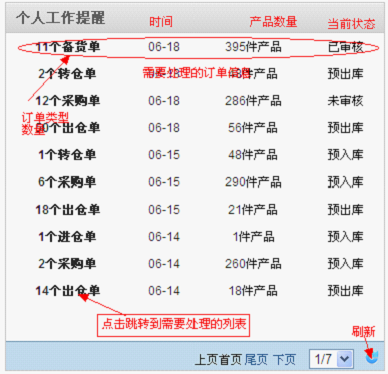 个人工作提醒 时间 产品数量 当前状态
11个备货单 06-18 395件产品 已审核
2个转仓单 06-18 件产品 预出库
需要处理的订单信息
12个采购单 06-18 286件产品 未审核
订单类型
数量
0个出仓单 06-18 56件产品 预出库
1个转仓单 06-15 48件产品 预入库
6个采购单 06-15 290件产品 预入库
18个出仓单 06-15 21件产品 预出库
1个进仓单 06-14 1件产品 预入库
2个采购单 06-14 260件产品 预入库
14个出仓单 06-14 18件产品 预出库
点击跳转到需要处理的列表
刷新
上页首页 尾页 下页 1/7